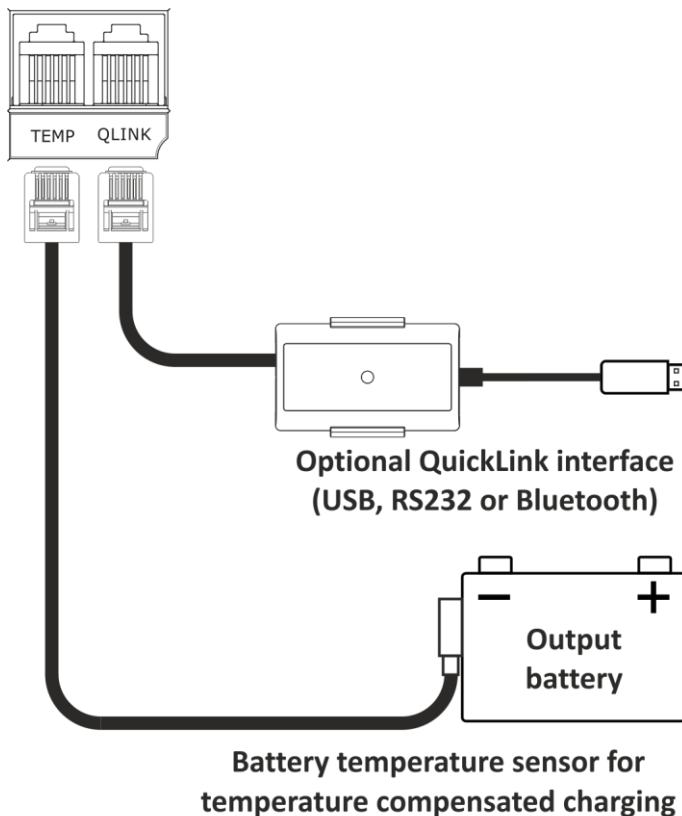 TEMP QLINK
Optional QuickLink interface
(USB, RS232 or Bluetooth)
− +
Output
battery
Battery temperature sensor for
temperature compensated charging